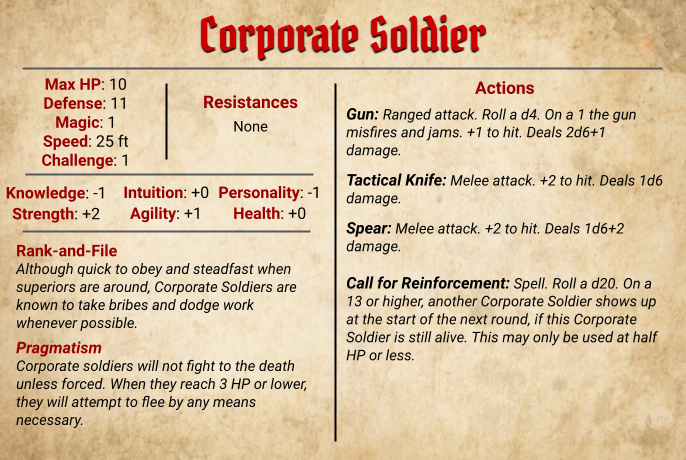 Corporate Soldier
Max HP: 10
Defense: 11
Magic: 1
Speed: 25 ft
Challenge: 1
Resistances
None
Knowledge: -1 Intuition: +0 Personality: -1
Strength: +2 Agility: +1 Health: +0
Rank-and-File
Although quick to obey and steadfast when
superiors are around, Corporate Soldiers are
known to take bribes and dodge work
whenever possible.
Pragmatism
Corporate soldiers will not fight to the death
unless forced. When they reach 3 HP or lower,
they will attempt to flee by any means
necessary.
Actions
Gun: Ranged attack. Roll a d4. On a 1 the gun
misfires and jams. +1 to hit. Deals 2d6+1
damage.
Tactical Knife: Melee attack. +2 to hit. Deals 1d6
damage.
Spear: Melee attack. +2 to hit. Deals 1d6+2
damage.
Call for Reinforcement: Spell. Roll a d20. On a
13 or higher, another Corporate Soldier shows up
at the start of the next round, if this Corporate
Soldier is still alive. This may only be used at half
HP or less.